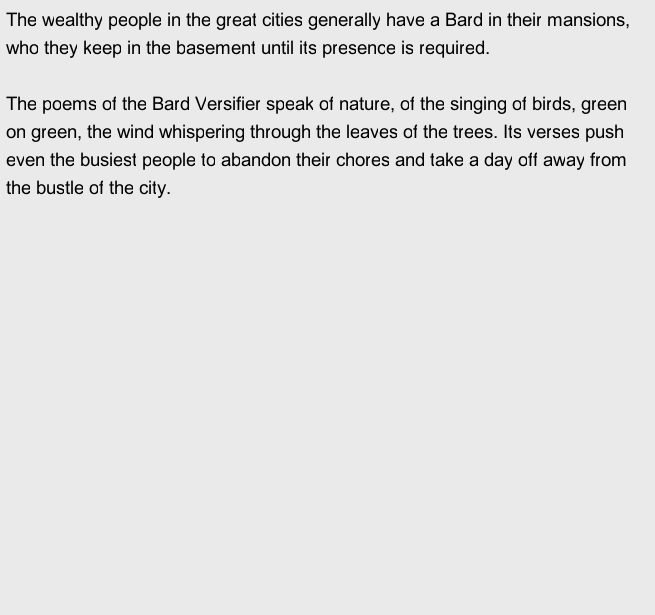 The wealthy people in the great cities generally have a Bard in their mansions,
who they keep in the basement until its presence is required.
The poems of the Bard Versifier speak of nature, of the singing of birds, green
on green, the wind whispering through the leaves of the trees. Its verses push
even the busiest people to abandon their chores and take a day off away from
the bustle of the city.